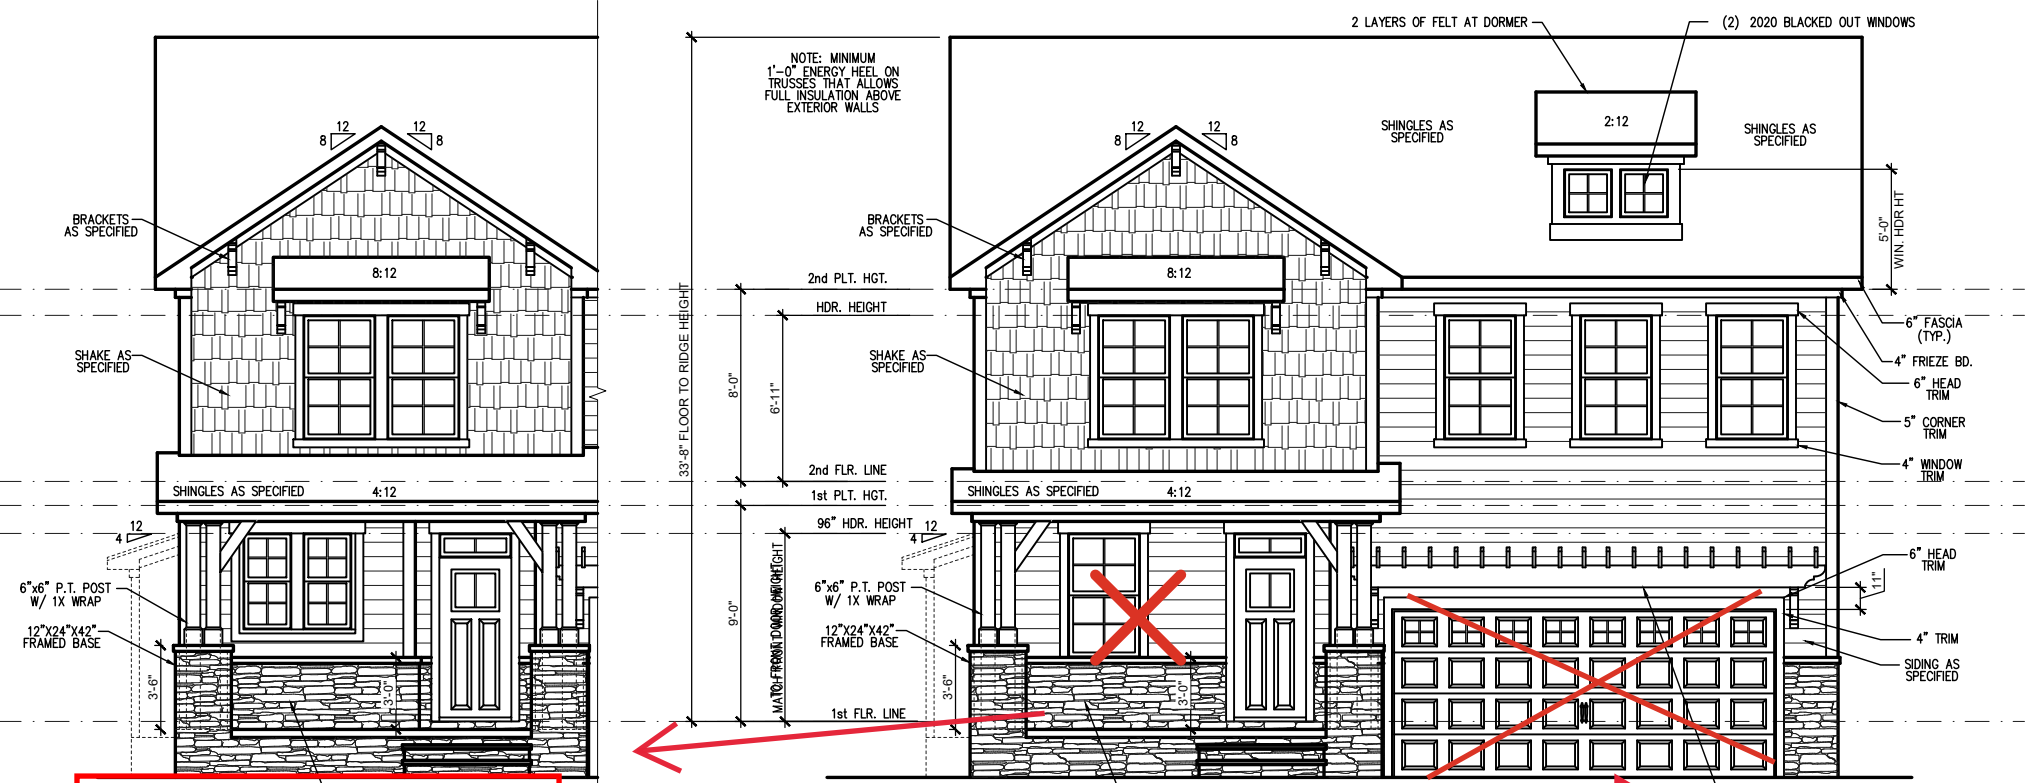 2 LAYERS OF FELT AT DORMER
(2) 2020 BLACKED OUT WINDOWS
NOTE: MINIMUM
1'-0" ENERGY HEEL ON
TRUSSES THAT ALLOWS
FULL INSULATION ABOVE
EXTERIOR WALLS
12
8
12
8
12
8
12
8
SHINGLES AS
SPECIFIED
2:12
SHINGLES AS
SPECIFIED
BRACKETS
AS SPECIFIED
8:12
BRACKETS
AS SPECIFIED
8:12
5'-0"
WIN. HDR HT
2nd PLT. HGT.
HDR. HEIGHT
33'-8" FLOOR TO RIDGE HEIGHT
8'-0"
6'-11"
SHAKE AS
SPECIFIED
SHAKE AS
SPECIFIED
6" FASCIA
(TYP.)
4" FRIEZE BD.
6" HEAD
TRIM
5" CORNER
TRIM
4" WINDOW
TRIM
2nd FLR. LINE
1st PLT. HGT.
SHINGLES AS SPECIFIED
4:12
SHINGLES AS SPECIFIED
4:12
96" HDR. HEIGHT
12
4
12
4
6"x6" P.T. POST
W/ 1X WRAP
12"X24"X42"
FRAMED BASE
3'-6"
3'-0"
9'-0"
6"x6" P.T. POST
W/ 1X WRAP
12"X24"X42"
FRAMED BASE
3'-6"
3'-0"
1st FLR. LINE
6" HEAD
TRIM
11"
4" TRIM
SIDING AS
SPECIFIED